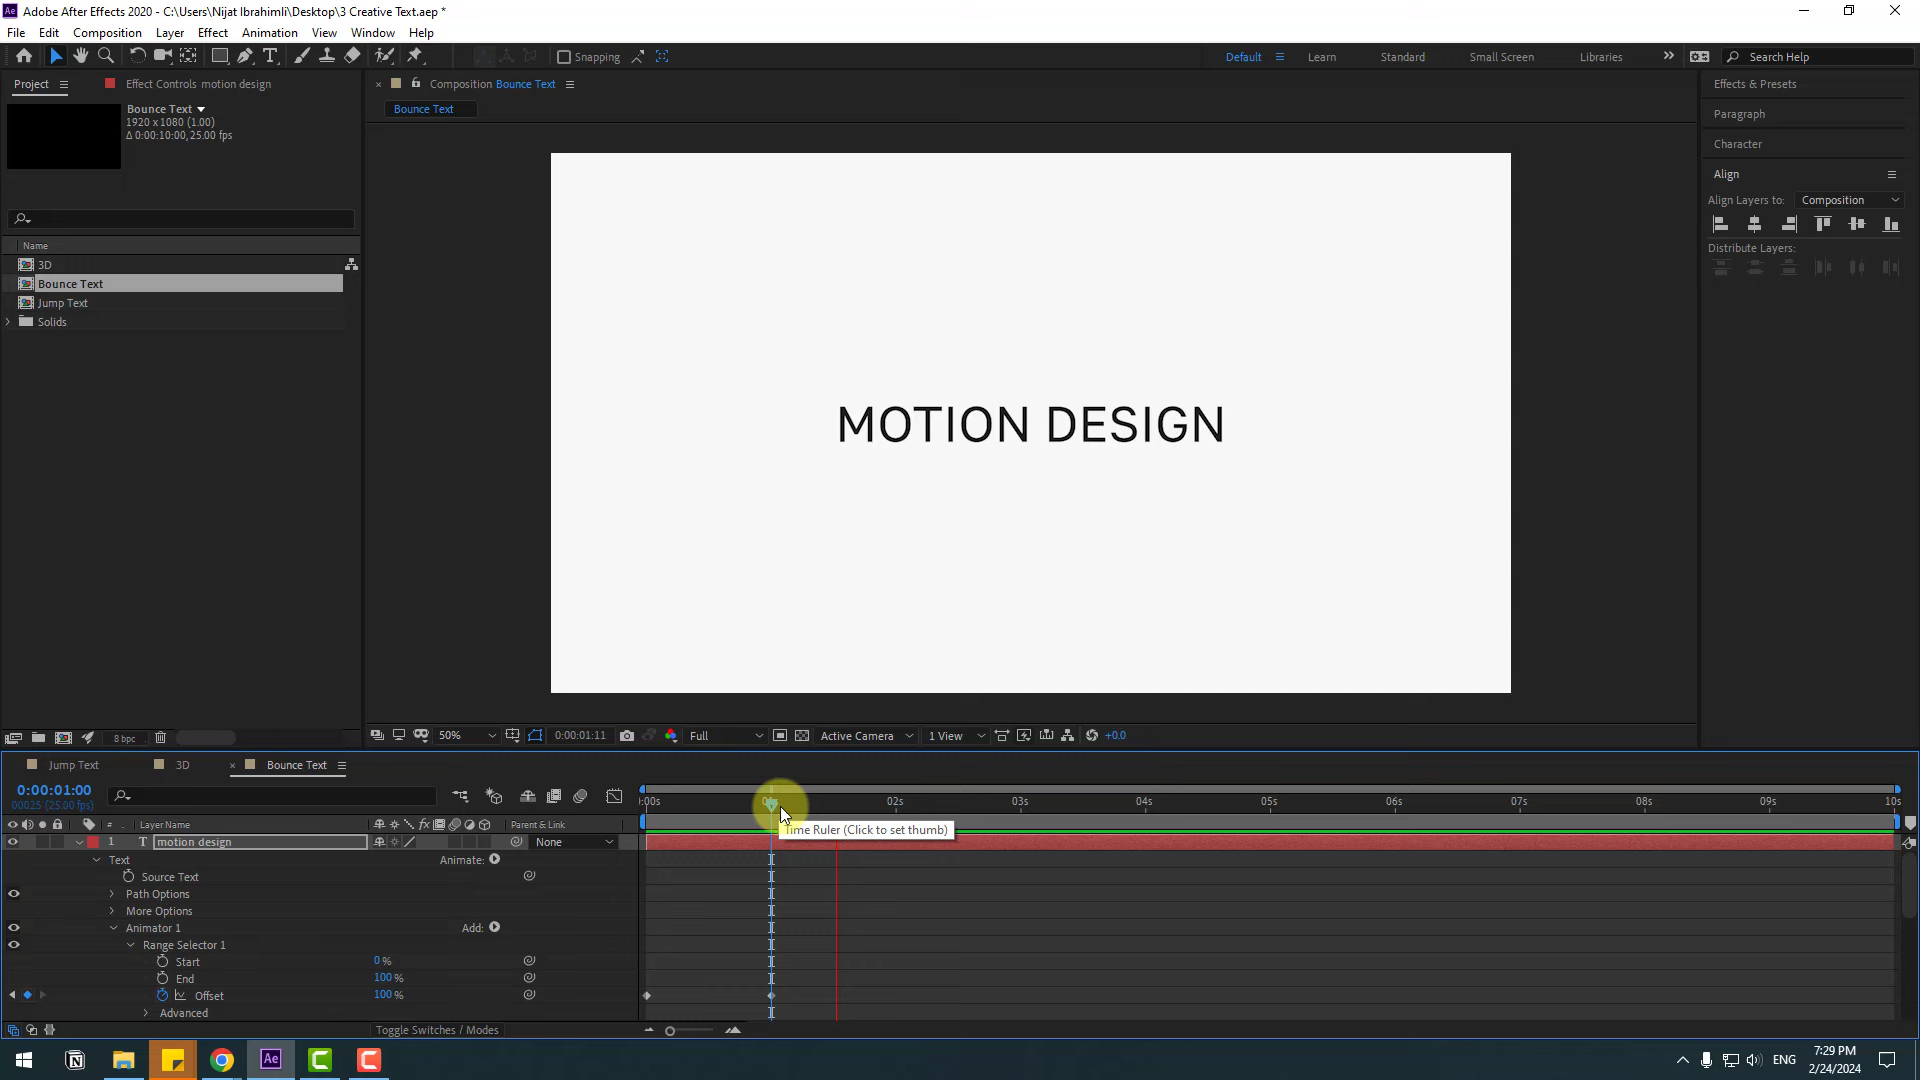 Adobe After Effects 2020 - C:\Users\Nijat Ibrahimli\Desktop\3 Creative Text.aep *
File Edit Composition Layer Effect Animation View Window Help
Snapping Default Learn Standard Small Screen Libraries Search Help
Project Effect Controls motion design
Composition Bounce Text
Effects & Presets
Bounce Text
1920 x 1080 (1.00)
Δ 0:00:10:00, 25.00 fps
Bounce Text
Paragraph
Character
Align
Align Layers to: Composition
Distribute Layers:
Name
3D
Bounce Text
Jump Text
Solids
MOTION DESIGN
8 bpc
50% 0:00:01:11 Full Active Camera 1 View +0.0
Jump Text 3D Bounce Text
0:00:01:00
00025 (25.00 fps)
:00s 02s 03s 04s 05s 06s 07s 08s 09s 10s
# Layer Name Parent & Link
Time Ruler (Click to set thumb)
1 T motion design None
Text Animate:
Source Text
Path Options
More Options
Animator 1 Add:
Range Selector 1
Start 0 %
End 100 %
Offset 100 %
Advanced
Toggle Switches / Modes
ENG
7:29 PM
2/24/2024